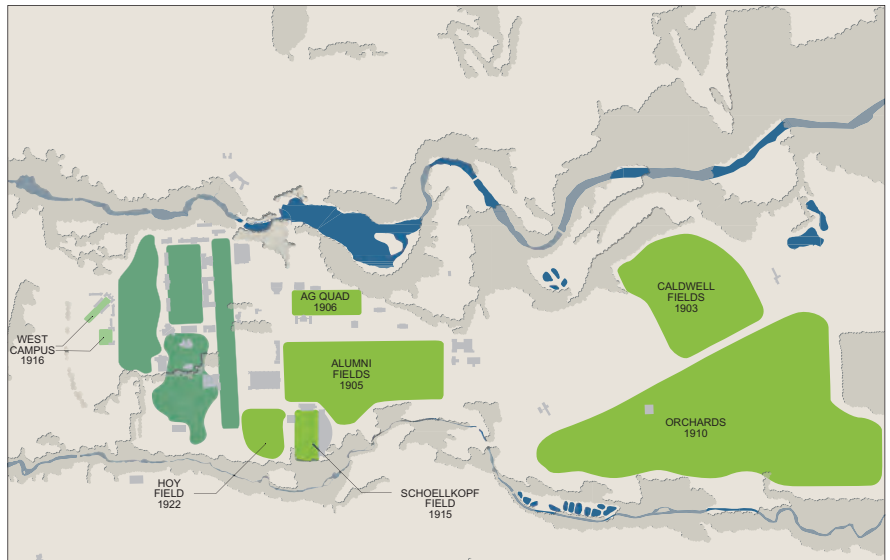 CALDWELL
FIELDS
1903
AG QUAD
1906
WEST
CAMPUS
1916
ALUMNI
FIELDS
1905
ORCHARDS
1910
HOY
FIELD
1922
SCHOELLKOPF
FIELD
1915